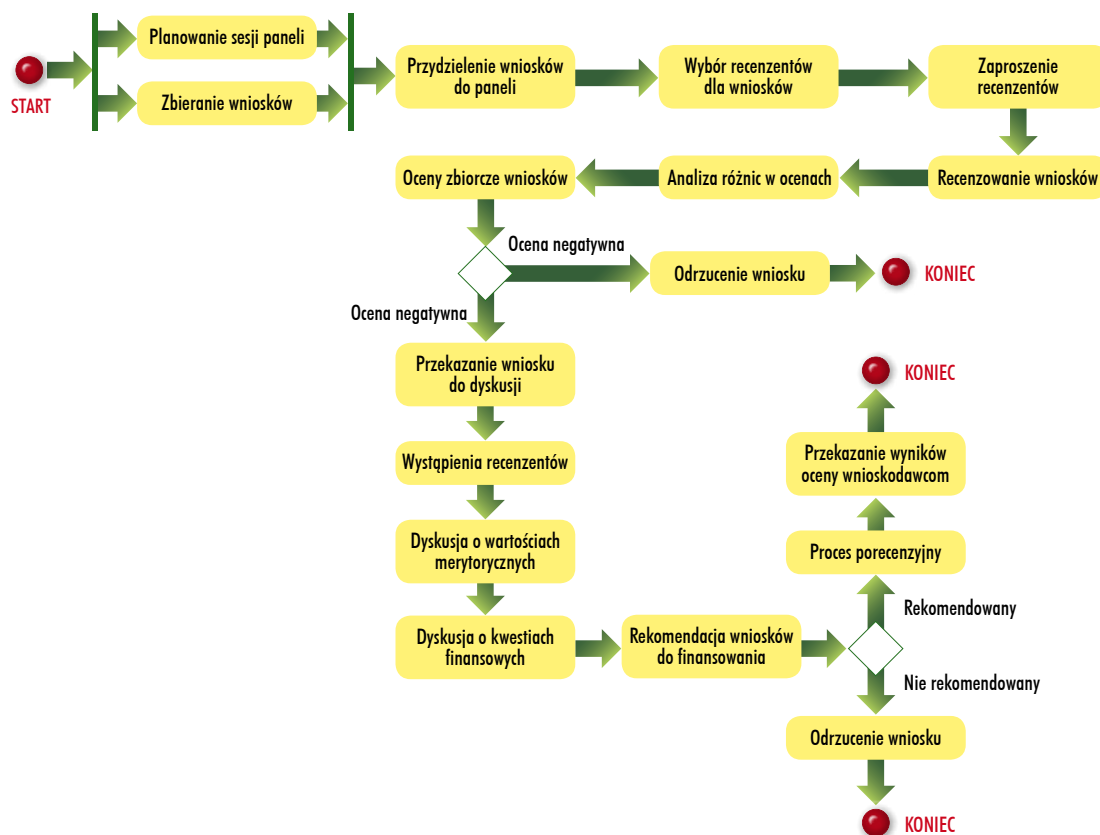 START
Planowanie sesji paneli
Zbieranie wniosków
Przydzielenie wniosków
do paneli
Wybór recenzentów
dla wniosków
Zaproszenie
recenzentów
Recenzowanie wniosków
Analiza różnic w ocenach
Oceny zbiorcze wniosków
Ocena negatywna
Odrzucenie wniosku
KONIEC
Ocena negatywna
Przekazanie wniosku
do dyskusji
Wystąpienia recenzentów
Dyskusja o wartościach
merytorycznych
Dyskusja o kwestiach
finansowych
Rekomendacja wniosków
do finansowania
Rekomendowany
Proces porecenzyjny
Przekazanie wyników
oceny wnioskodawcom
KONIEC
Nie rekomendowany
Odrzucenie wniosku
KONIEC